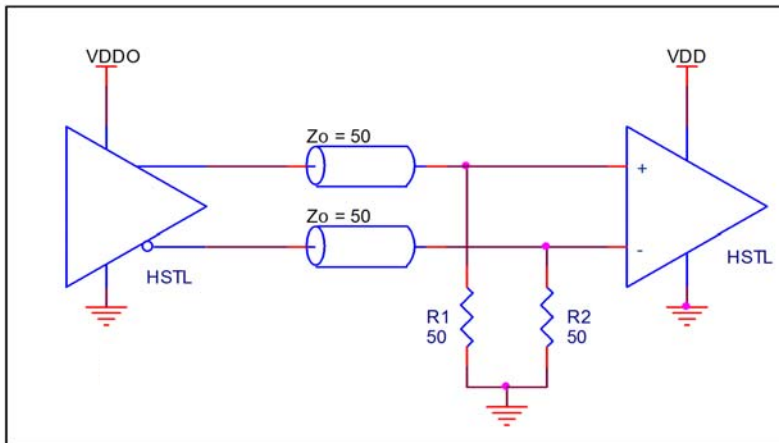 VDDO
VDD
Zo = 50
+
Zo = 50
-
HSTL
HSTL
R1
50
R2
50